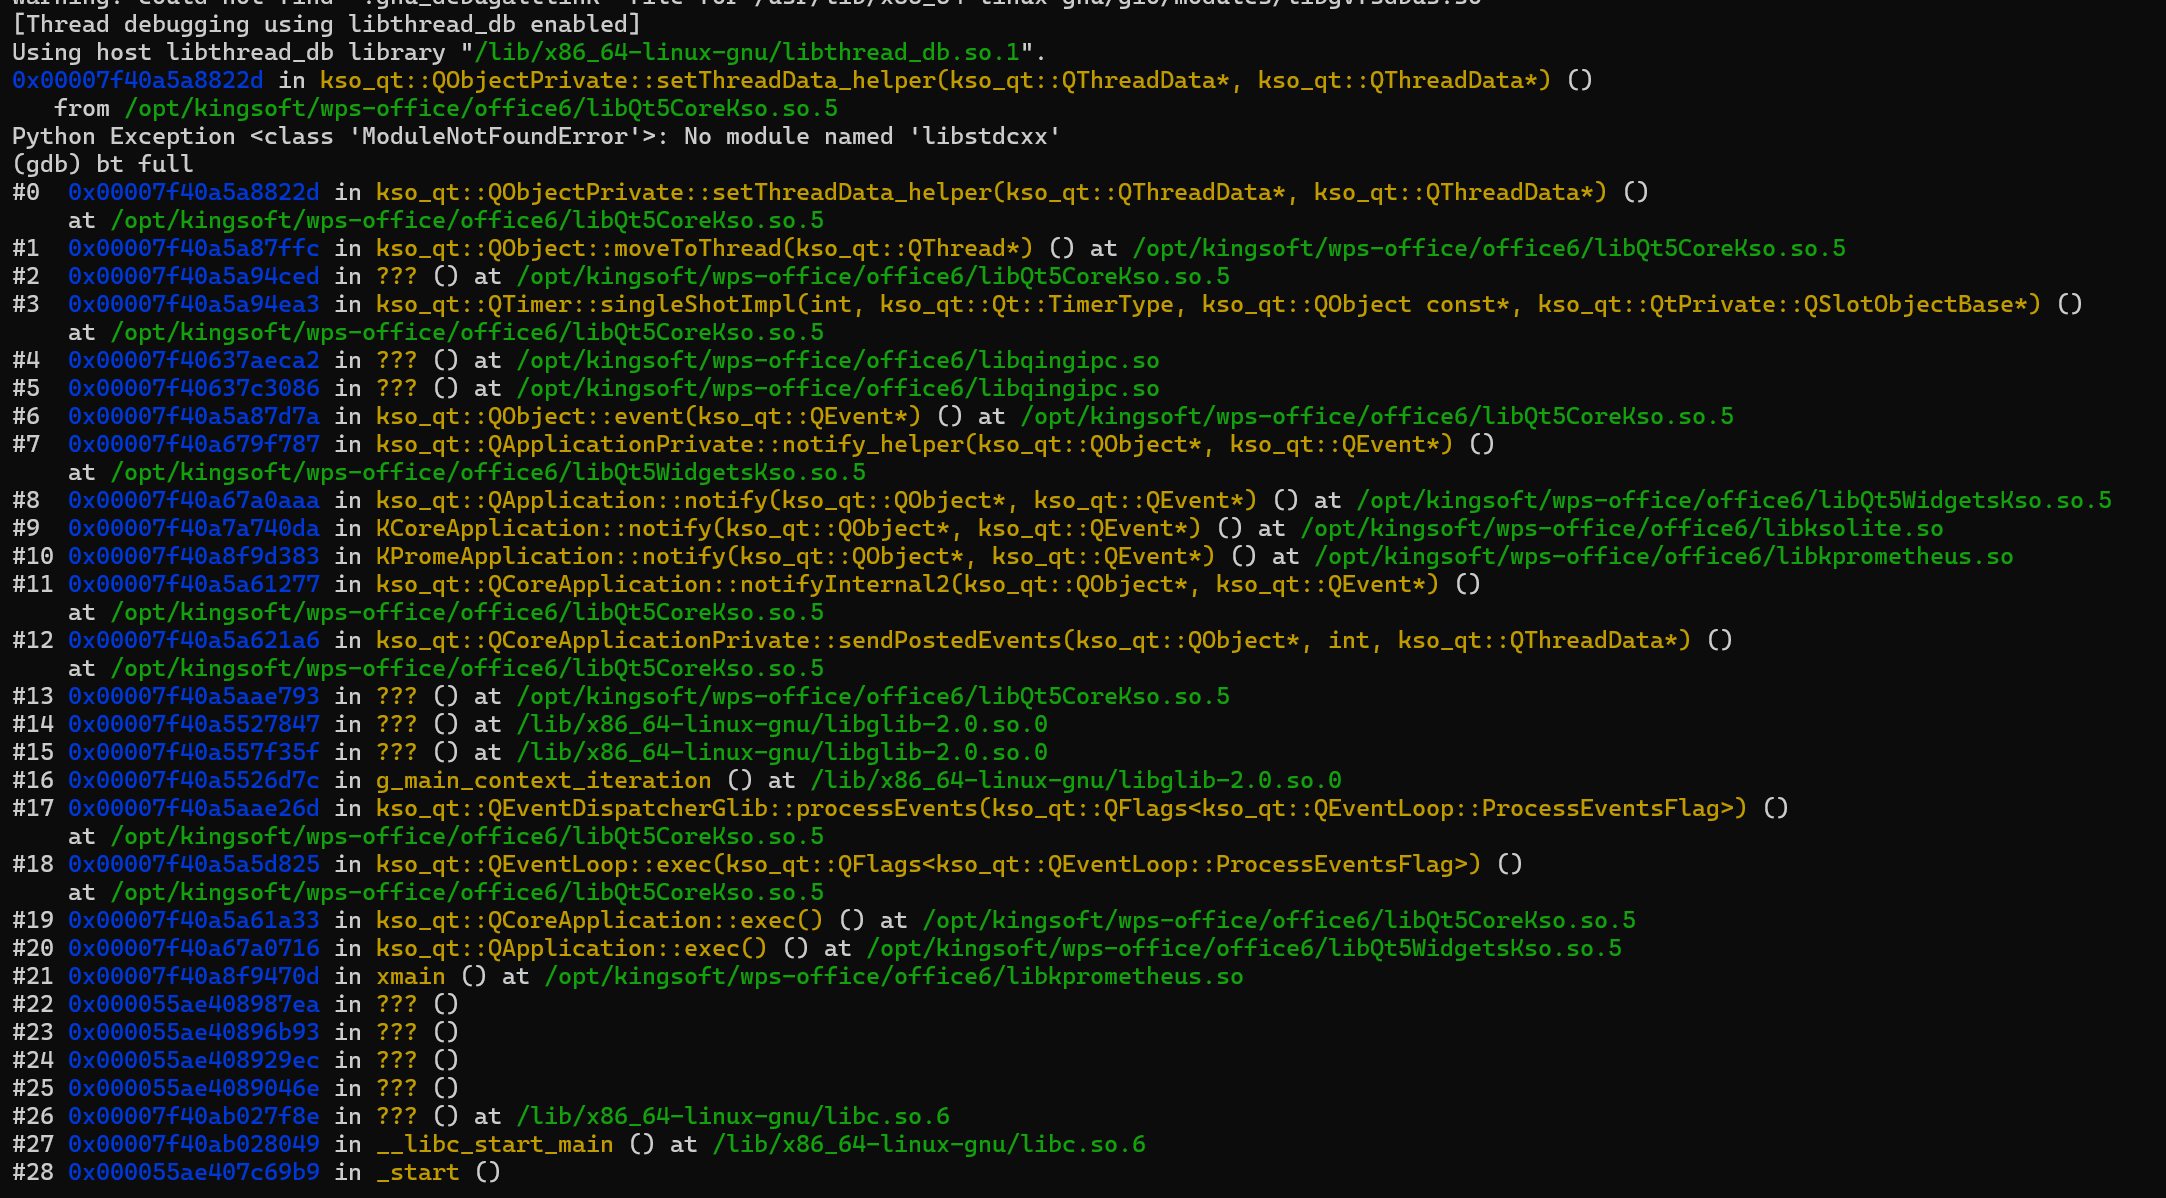 warning: could not find '.gnu_debugaltlink' file for /usr/lib/x86_64-linux-gnu/gio/modules/libgvfsdbus.so
[Thread debugging using libthread_db enabled]
Using host libthread_db library "/lib/x86_64-linux-gnu/libthread_db.so.1".
0x00007f40a5a8822d in kso_qt::QObjectPrivate::setThreadData_helper(kso_qt::QThreadData*, kso_qt::QThreadData*) ()
   from /opt/kingsoft/wps-office/office6/libQt5CoreKso.so.5
Python Exception <class 'ModuleNotFoundError'>: No module named 'libstdcxx'
(gdb) bt full
#0  0x00007f40a5a8822d in kso_qt::QObjectPrivate::setThreadData_helper(kso_qt::QThreadData*, kso_qt::QThreadData*) ()
    at /opt/kingsoft/wps-office/office6/libQt5CoreKso.so.5
#1  0x00007f40a5a87ffc in kso_qt::QObject::moveToThread(kso_qt::QThread*) () at /opt/kingsoft/wps-office/office6/libQt5CoreKso.so.5
#2  0x00007f40a5a94ced in ??? () at /opt/kingsoft/wps-office/office6/libQt5CoreKso.so.5
#3  0x00007f40a5a94ea3 in kso_qt::QTimer::singleShotImpl(int, kso_qt::Qt::TimerType, kso_qt::QObject const*, kso_qt::QtPrivate::QSlotObjectBase*) ()
    at /opt/kingsoft/wps-office/office6/libQt5CoreKso.so.5
#4  0x00007f40637aeca2 in ??? () at /opt/kingsoft/wps-office/office6/libqingipc.so
#5  0x00007f40637c3086 in ??? () at /opt/kingsoft/wps-office/office6/libqingipc.so
#6  0x00007f40a5a87d7a in kso_qt::QObject::event(kso_qt::QEvent*) () at /opt/kingsoft/wps-office/office6/libQt5CoreKso.so.5
#7  0x00007f40a679f787 in kso_qt::QApplicationPrivate::notify_helper(kso_qt::QObject*, kso_qt::QEvent*) ()
    at /opt/kingsoft/wps-office/office6/libQt5WidgetsKso.so.5
#8  0x00007f40a67a0aaa in kso_qt::QApplication::notify(kso_qt::QObject*, kso_qt::QEvent*) () at /opt/kingsoft/wps-office/office6/libQt5WidgetsKso.so.5
#9  0x00007f40a7a740da in KCoreApplication::notify(kso_qt::QObject*, kso_qt::QEvent*) () at /opt/kingsoft/wps-office/office6/libksolite.so
#10 0x00007f40a8f9d383 in KPromeApplication::notify(kso_qt::QObject*, kso_qt::QEvent*) () at /opt/kingsoft/wps-office/office6/libkprometheus.so
#11 0x00007f40a5a61277 in kso_qt::QCoreApplication::notifyInternal2(kso_qt::QObject*, kso_qt::QEvent*) ()
    at /opt/kingsoft/wps-office/office6/libQt5CoreKso.so.5
#12 0x00007f40a5a621a6 in kso_qt::QCoreApplicationPrivate::sendPostedEvents(kso_qt::QObject*, int, kso_qt::QThreadData*) ()
    at /opt/kingsoft/wps-office/office6/libQt5CoreKso.so.5
#13 0x00007f40a5aae793 in ??? () at /opt/kingsoft/wps-office/office6/libQt5CoreKso.so.5
#14 0x00007f40a5527847 in ??? () at /lib/x86_64-linux-gnu/libglib-2.0.so.0
#15 0x00007f40a557f35f in ??? () at /lib/x86_64-linux-gnu/libglib-2.0.so.0
#16 0x00007f40a5526d7c in g_main_context_iteration () at /lib/x86_64-linux-gnu/libglib-2.0.so.0
#17 0x00007f40a5aae26d in kso_qt::QEventDispatcherGlib::processEvents(kso_qt::QFlags<kso_qt::QEventLoop::ProcessEventsFlag>) ()
    at /opt/kingsoft/wps-office/office6/libQt5CoreKso.so.5
#18 0x00007f40a5a5d825 in kso_qt::QEventLoop::exec(kso_qt::QFlags<kso_qt::QEventLoop::ProcessEventsFlag>) ()
    at /opt/kingsoft/wps-office/office6/libQt5CoreKso.so.5
#19 0x00007f40a5a61a33 in kso_qt::QCoreApplication::exec() () at /opt/kingsoft/wps-office/office6/libQt5CoreKso.so.5
#20 0x00007f40a67a0716 in kso_qt::QApplication::exec() () at /opt/kingsoft/wps-office/office6/libQt5WidgetsKso.so.5
#21 0x00007f40a8f9470d in xmain () at /opt/kingsoft/wps-office/office6/libkprometheus.so
#22 0x000055ae408987ea in ??? ()
#23 0x000055ae40896b93 in ??? ()
#24 0x000055ae408929ec in ??? ()
#25 0x000055ae4089046e in ??? ()
#26 0x00007f40ab027f8e in ??? () at /lib/x86_64-linux-gnu/libc.so.6
#27 0x00007f40ab028049 in __libc_start_main () at /lib/x86_64-linux-gnu/libc.so.6
#28 0x000055ae407c69b9 in _start ()